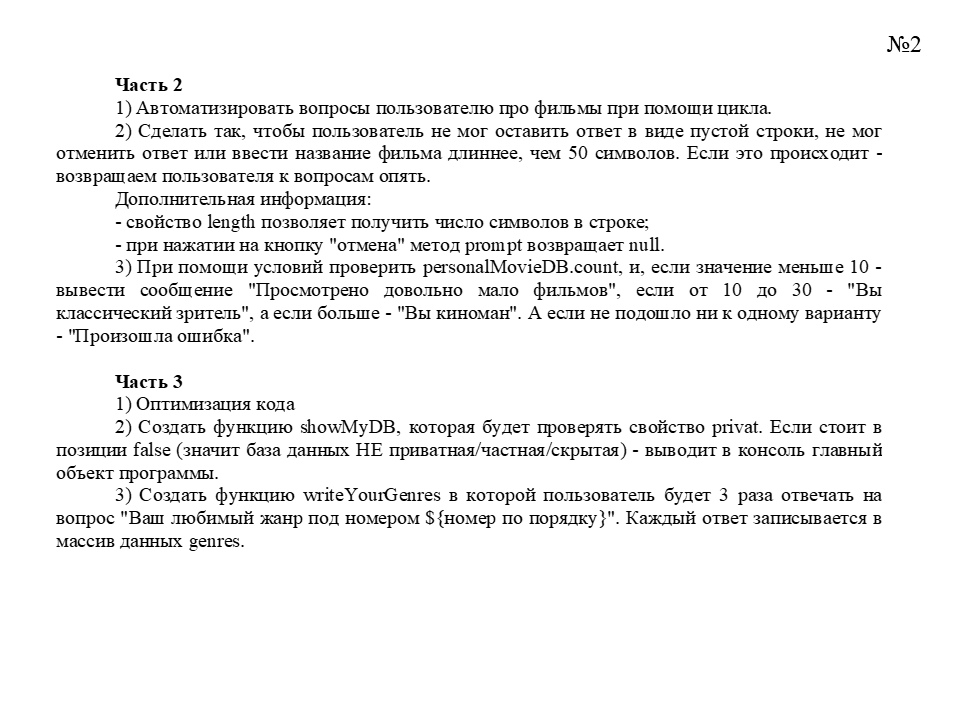 №2
Часть 2
1) Автоматизировать вопросы пользователю про фильмы при помощи цикла.
2) Сделать так, чтобы пользователь не мог оставить ответ в виде пустой строки, не мог
отменить ответ или ввести название фильма длиннее, чем 50 символов. Если это происходит -
возвращаем пользователя к вопросам опять.
Дополнительная информация:
- свойство length позволяет получить число символов в строке;
- при нажатии на кнопку "отмена" метод prompt возвращает null.
3) При помощи условий проверить personalMovieDB.count, и, если значение меньше 10 -
вывести сообщение "Просмотрено довольно мало фильмов", если от 10 до 30 - "Вы
классический зритель", а если больше - "Вы киноман". А если не подошло ни к одному варианту
- "Произошла ошибка".
Часть 3
1) Оптимизация кода
2) Создать функцию showMyDB, которая будет проверять свойство privat. Если стоит в
позиции false (значит база данных НЕ приватная/частная/скрытая) - выводит в консоль главный
объект программы.
3) Создать функцию writeYourGenres в которой пользователь будет 3 раза отвечать на
вопрос "Ваш любимый жанр под номером ${номер по порядку}". Каждый ответ записывается в
массив данных genres.